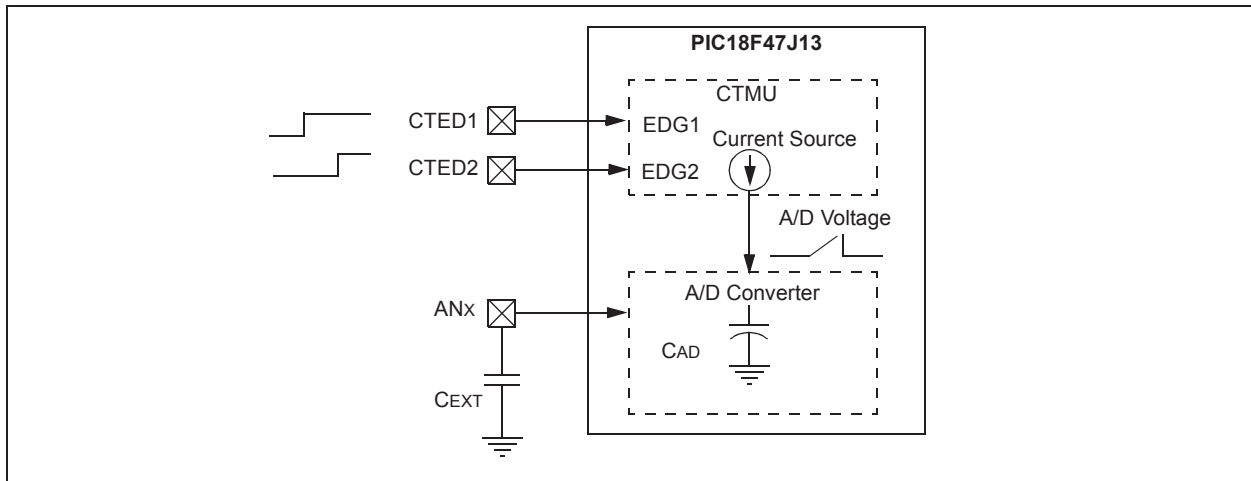 PIC18F47J13
CTMU
CTED1
EDG1
Current Source
CTED2
EDG2
A/D Voltage
A/D Converter
ANX
CAD
CEXT